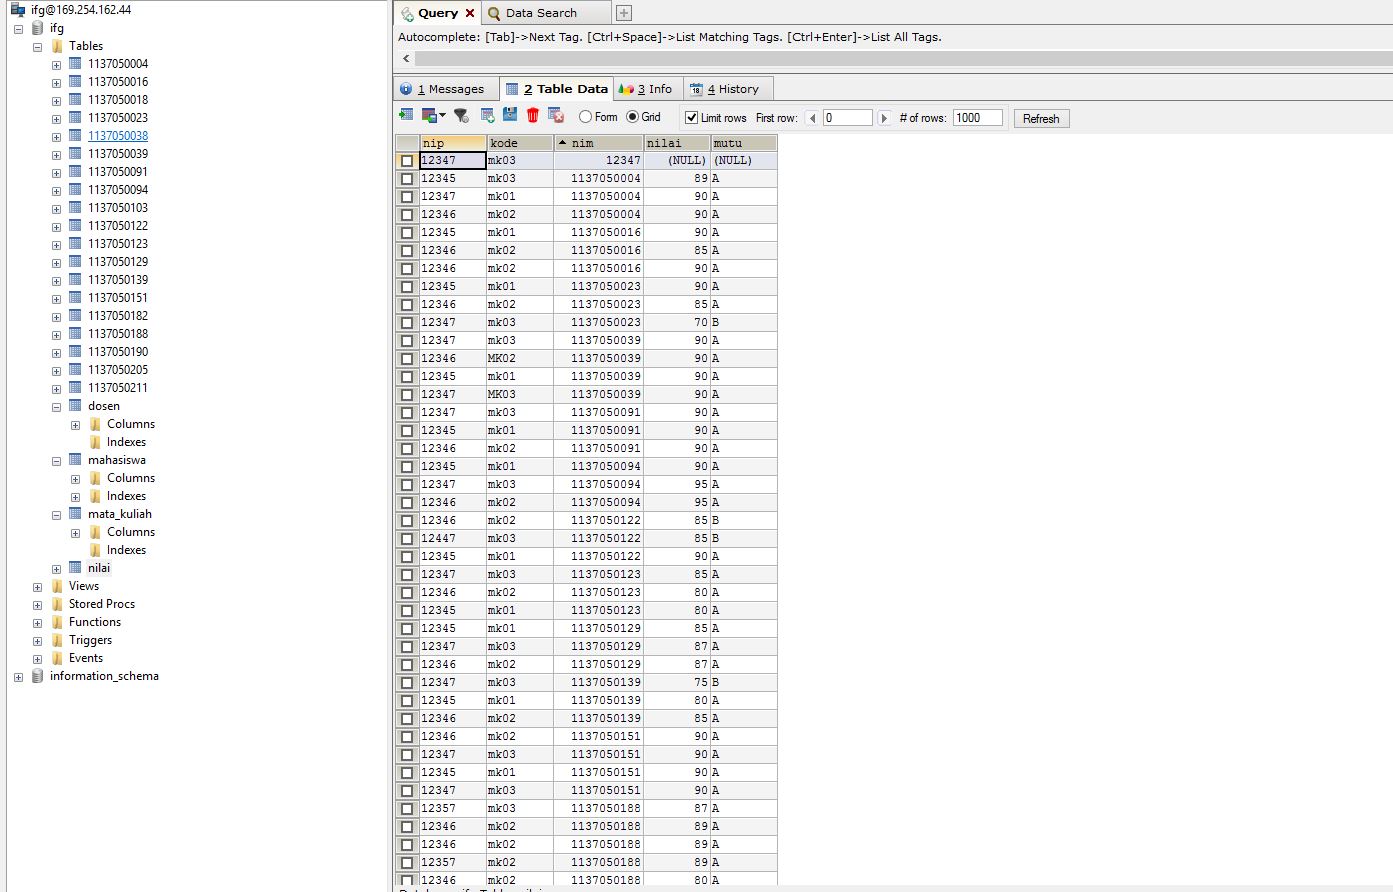 ifg@169.254.162.44
ifg
Tables
1137050004
1137050016
1137050018
1137050023
1137050038
1137050039
1137050091
1137050094
1137050103
1137050122
1137050123
1137050129
1137050139
1137050151
1137050182
1137050188
1137050190
1137050205
1137050211
dosen
Columns
Indexes
mahasiswa
Columns
Indexes
mata_kuliah
Columns
Indexes
nilai
Views
Stored Procs
Functions
Triggers
Events
information_schema
Query Data Search
Autocomplete: [Tab]->Next Tag. [Ctrl+Space]->List Matching Tags. [Ctrl+Enter]->List All Tags.
1 Messages 2 Table Data 3 Info 18 4 History
Form Grid Limit rows First row: 0 # of rows: 1000 Refresh
nip kode nim nilai mutu
12347 mk03 12347 (NULL) (NULL)
12345 mk03 1137050004 89 A
12347 mk01 1137050004 90 A
12346 mk02 1137050004 90 A
12345 mk01 1137050016 90 A
12346 mk02 1137050016 85 A
12346 mk02 1137050016 90 A
12345 mk01 1137050023 90 A
12346 mk02 1137050023 85 A
12347 mk03 1137050023 70 B
12347 mk03 1137050039 90 A
12346 MK02 1137050039 90 A
12345 mk01 1137050039 90 A
12347 MK03 1137050039 90 A
12347 mk03 1137050091 90 A
12345 mk01 1137050091 90 A
12346 mk02 1137050091 90 A
12345 mk01 1137050094 90 A
12347 mk03 1137050094 95 A
12346 mk02 1137050094 95 A
12346 mk02 1137050122 85 B
12447 mk03 1137050122 85 B
12345 mk01 1137050122 90 A
12347 mk03 1137050123 85 A
12346 mk02 1137050123 80 A
12345 mk01 1137050123 80 A
12345 mk01 1137050129 85 A
12347 mk03 1137050129 87 A
12346 mk02 1137050129 87 A
12347 mk03 1137050139 75 B
12345 mk01 1137050139 80 A
12346 mk02 1137050139 85 A
12346 mk02 1137050151 90 A
12347 mk03 1137050151 90 A
12345 mk01 1137050151 90 A
12347 mk03 1137050151 90 A
12357 mk03 1137050188 87 A
12346 mk02 1137050188 89 A
12346 mk02 1137050188 89 A
12357 mk02 1137050188 89 A
12346 mk02 1137050188 80 A